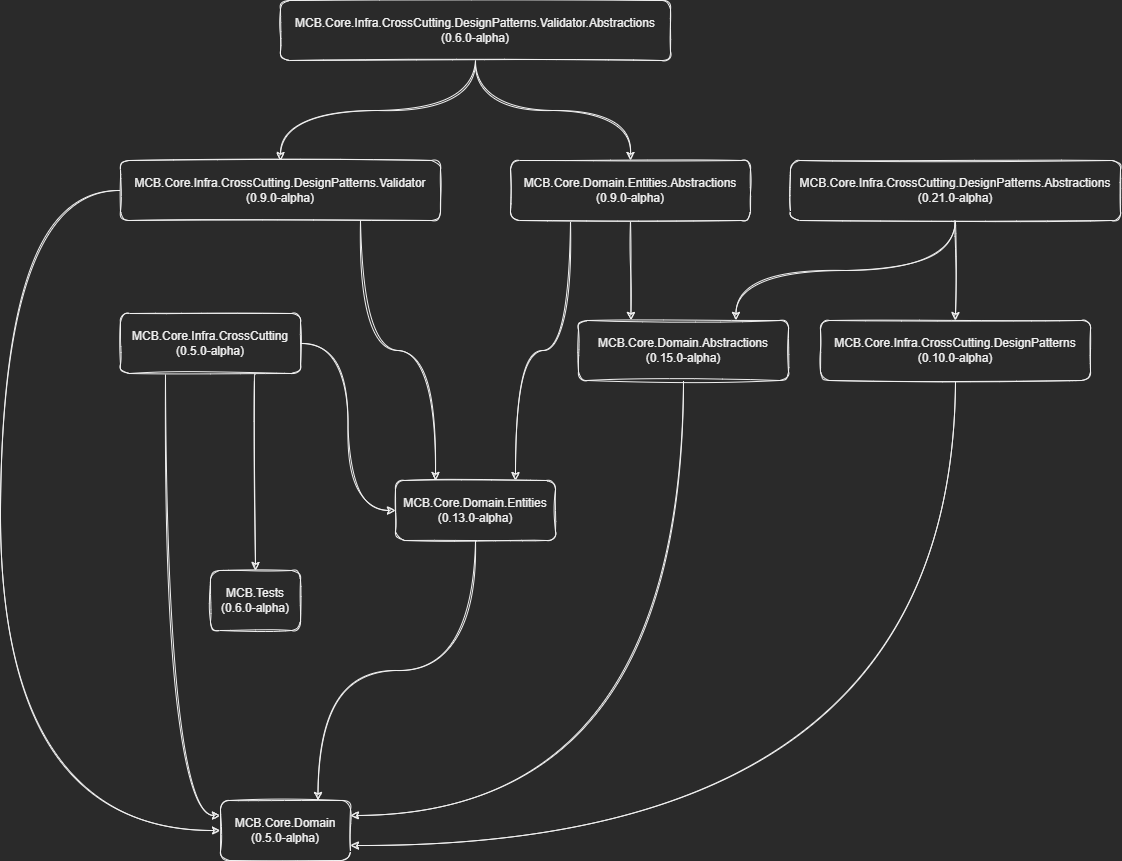 MCB.Core.Infra.CrossCutting.DesignPatterns.Validator.Abstractions
(0.6.0-alpha)
MCB.Core.Infra.CrossCutting.DesignPatterns.Validator
(0.9.0-alpha)
MCB.Core.Domain.Entities.Abstractions
(0.9.0-alpha)
MCB.Core.Infra.CrossCutting.DesignPatterns.Abstractions
(0.21.0-alpha)
MCB.Core.Infra.CrossCutting
(0.5.0-alpha)
MCB.Core.Domain.Abstractions
(0.15.0-alpha)
MCB.Core.Infra.CrossCutting.DesignPatterns
(0.10.0-alpha)
MCB.Core.Domain.Entities
(0.13.0-alpha)
MCB.Tests
(0.6.0-alpha)
MCB.Core.Domain
(0.5.0-alpha)